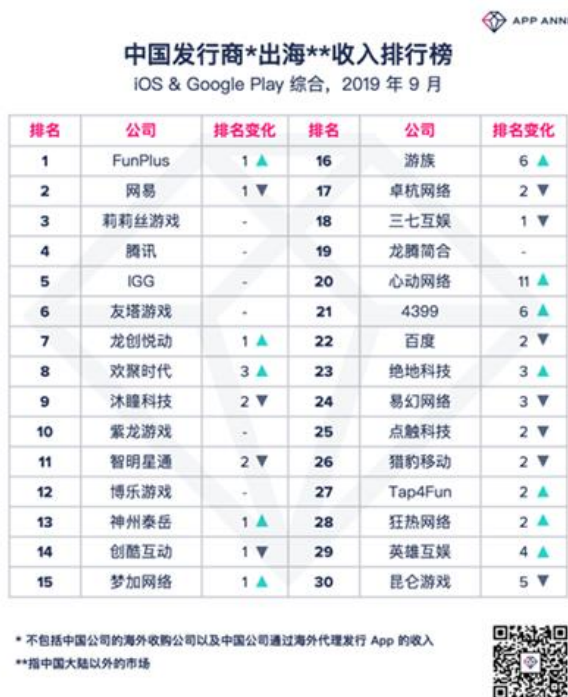 APP ANNI
中国发行商*出海**收入排行榜
iOS & Google Play 综合，2019 年 9 月
排名 公司 排名变化 排名 公司 排名变化
1 FunPlus 1 ▲ 16 游族 6 ▲
2 网易 1 ▼ 17 卓杭网络 2 ▼
3 莉莉丝游戏 - 18 三七互娱 1 ▼
4 腾讯 - 19 龙腾简合 -
5 IGG - 20 心动网络 11 ▲
6 友塔游戏 - 21 4399 6 ▲
7 龙创悦动 1 ▲ 22 百度 2 ▼
8 欢聚时代 3 ▲ 23 绝地科技 3 ▲
9 沐瞳科技 2 ▼ 24 易幻网络 3 ▼
10 紫龙游戏 - 25 点触科技 2 ▼
11 智明星通 2 ▼ 26 猎豹移动 2 ▼
12 博乐游戏 - 27 Tap4Fun 2 ▲
13 神州泰岳 1 ▲ 28 狂热网络 2 ▲
14 创酷互动 1 ▼ 29 英雄互娱 4 ▲
15 梦加网络 1 ▲ 30 昆仑游戏 5 ▼
* 不包括中国公司的海外收购公司以及中国公司通过海外代理发行 App 的收入
**指中国大陆以外的市场